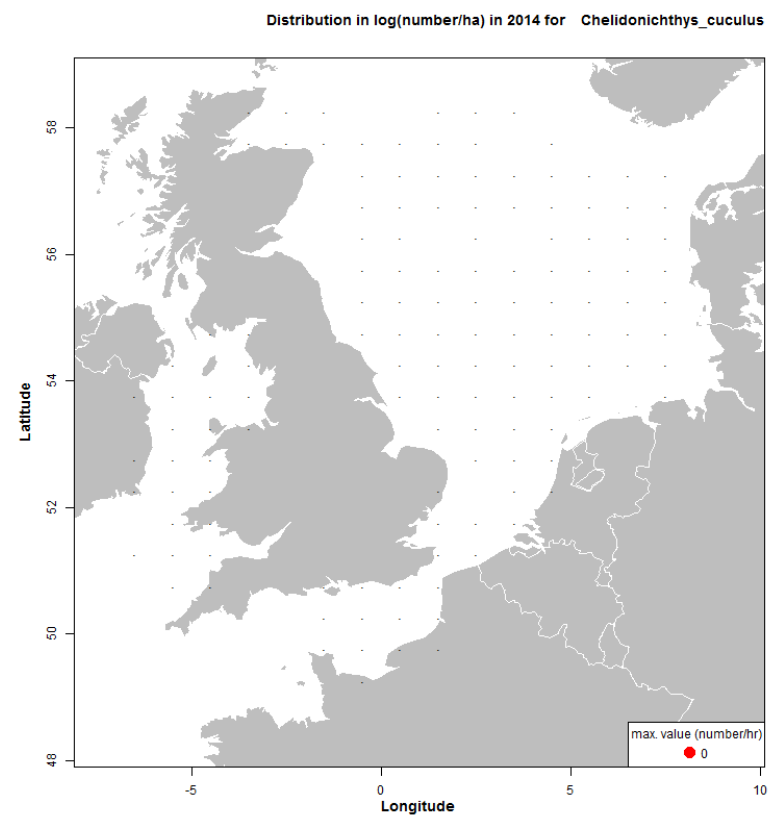 Distribution in log(number/ha) in 2014 for Chelidonichthys_cuculus
58
56
54
52
50
48
Latitude
-5
0
5
10
Longitude
max. value (number/hr)
0